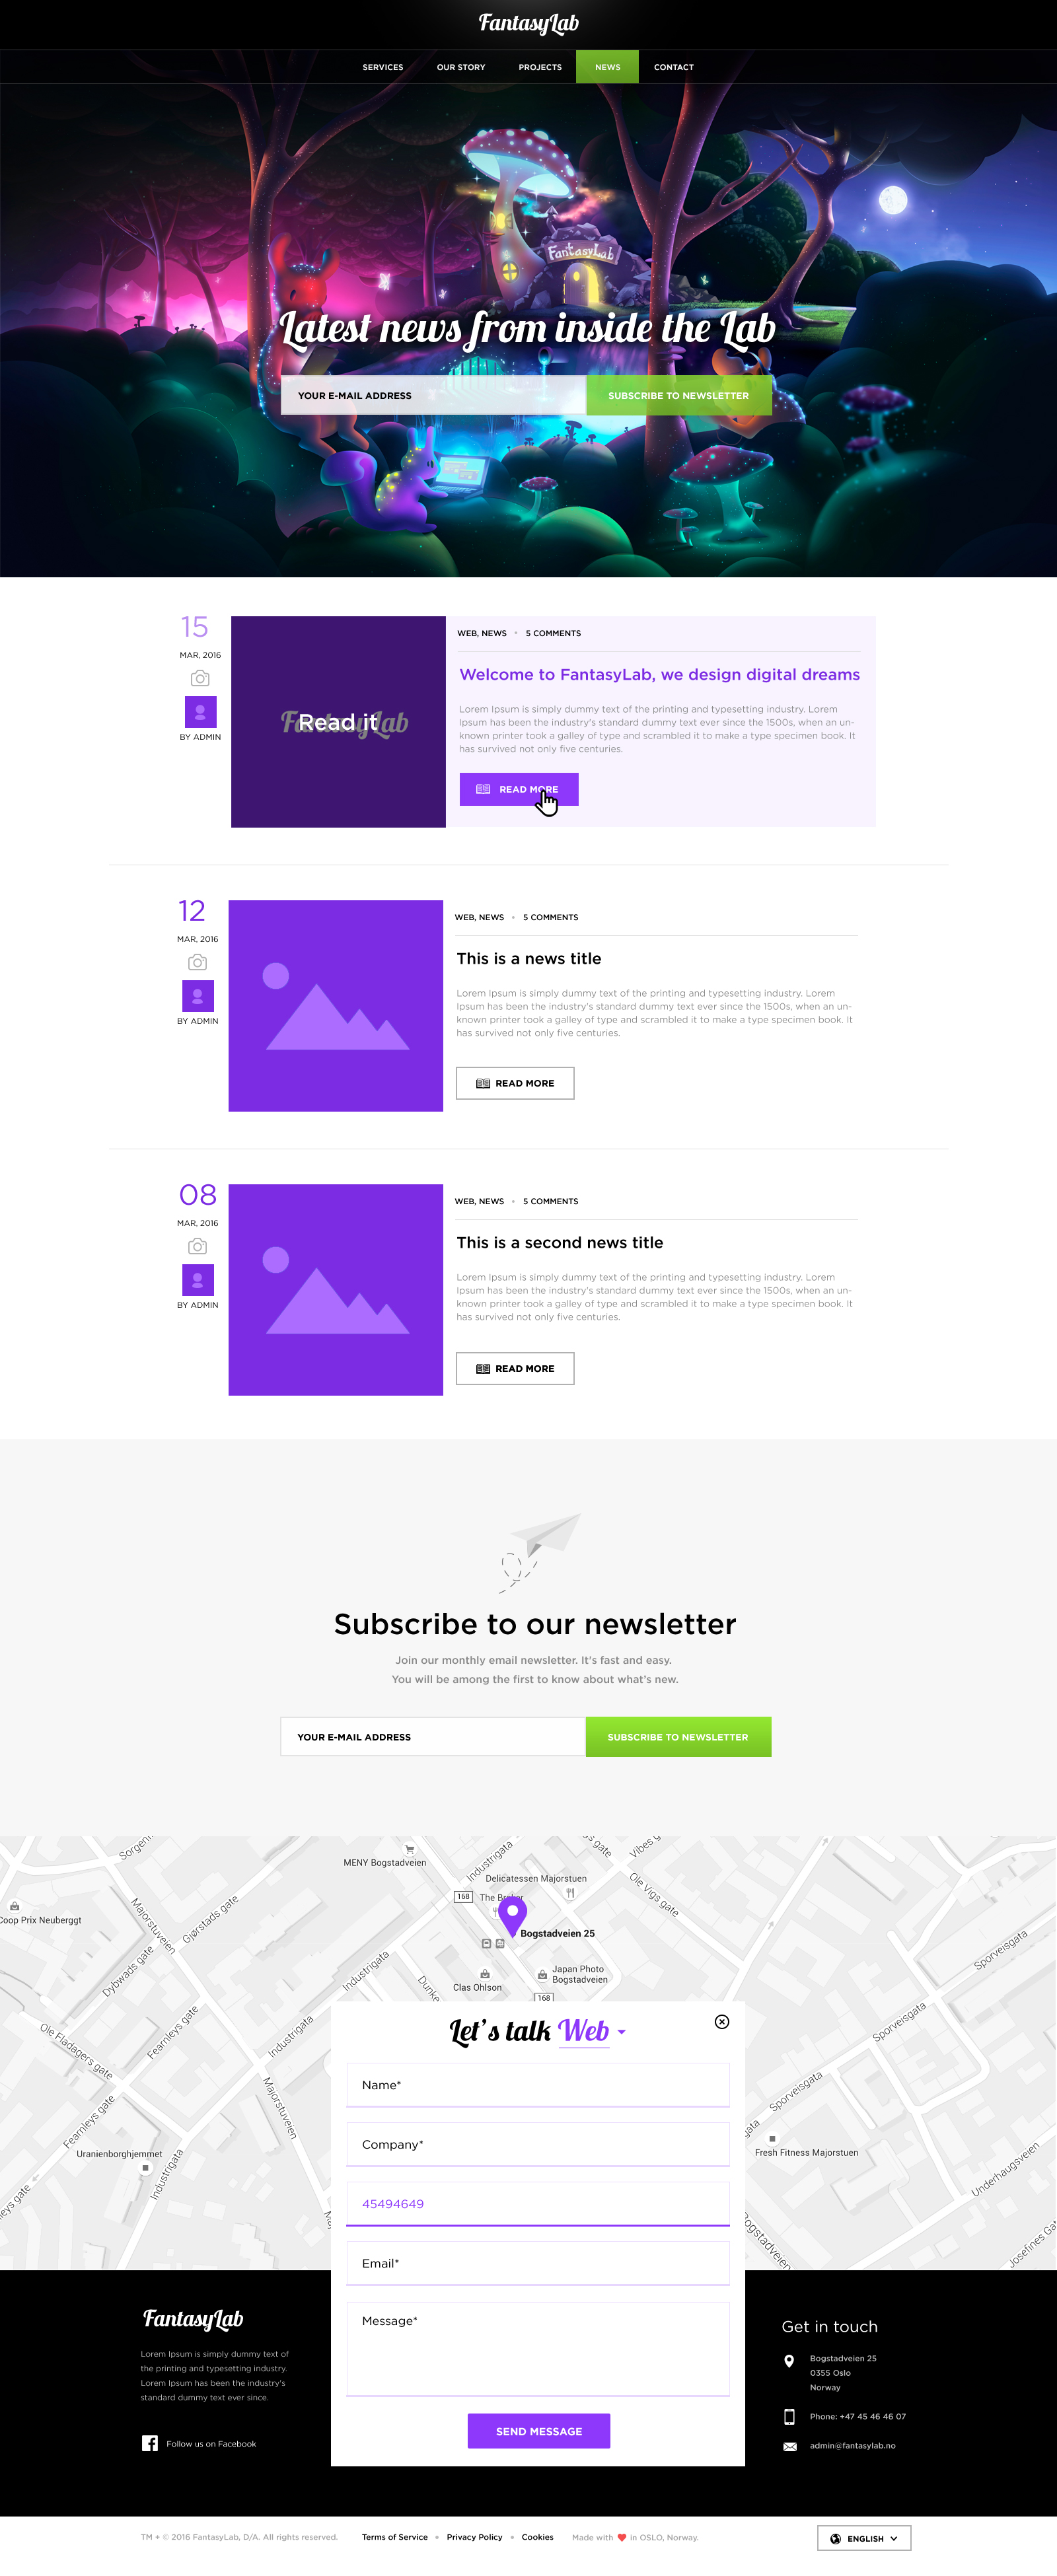 FantasyLab
SERVICES OUR STORY PROJECTS NEWS CONTACT
FantasyLab
Latest news from inside the Lab
YOUR E-MAIL ADDRESS SUBSCRIBE TO NEWSLETTER
15
MAR, 2016
BY ADMIN
FantasyLab
Read it
WEB, NEWS • 5 COMMENTS
Welcome to FantasyLab, we design digital dreams
Lorem Ipsum is simply dummy text of the printing and typesetting industry. Lorem
Ipsum has been the industry's standard dummy text ever since the 1500s, when an un-
known printer took a galley of type and scrambled it to make a type specimen book. It
has survived not only five centuries.
READ MORE
12
MAR, 2016
BY ADMIN
WEB, NEWS • 5 COMMENTS
This is a news title
Lorem Ipsum is simply dummy text of the printing and typesetting industry. Lorem
Ipsum has been the industry's standard dummy text ever since the 1500s, when an un-
known printer took a galley of type and scrambled it to make a type specimen book. It
has survived not only five centuries.
READ MORE
08
MAR, 2016
BY ADMIN
WEB, NEWS • 5 COMMENTS
This is a second news title
Lorem Ipsum is simply dummy text of the printing and typesetting industry. Lorem
Ipsum has been the industry's standard dummy text ever since the 1500s, when an un-
known printer took a galley of type and scrambled it to make a type specimen book. It
has survived not only five centuries.
READ MORE
Subscribe to our newsletter
Join our monthly email newsletter. It's fast and easy.
You will be among the first to know about what's new.
YOUR E-MAIL ADDRESS SUBSCRIBE TO NEWSLETTER
MENY Bogstadveien
Industrigata
Vibes g
Delicatessen Majorstuen
Ole Vigs gate
168
The
Coop Prix Neuberggt
Majorstuveien
Gjørstads gate
Bogstadveien 25
Dybwads gate
Industrigata
Japan Photo
Bogstadveien
Clas Ohlson
168
Sporveisgata
Ole Fladagers gate
Fearnleys gate
Industrigata
Sporveisgata
Majorstuveien
Sporveisgata
Fearnleys gate
Uranienborghjemmet
Industrigata
Fresh Fitness Majorstuen
Underhaugsveien
Bogstadveien
Josefines Ga
Let's talk Web
Name*
Company*
45494649
Email*
Message*
SEND MESSAGE
FantasyLab
Lorem Ipsum is simply dummy text of
the printing and typesetting industry.
Lorem Ipsum has been the industry's
standard dummy text ever since.
Follow us on Facebook
Get in touch
Bogstadveien 25
0355 Oslo
Norway
Phone: +47 45 46 46 07
admin@fantasylab.no
TM + © 2016 FantasyLab, D/A. All rights reserved. Terms of Service • Privacy Policy • Cookies Made with ❤ in OSLO, Norway. ENGLISH